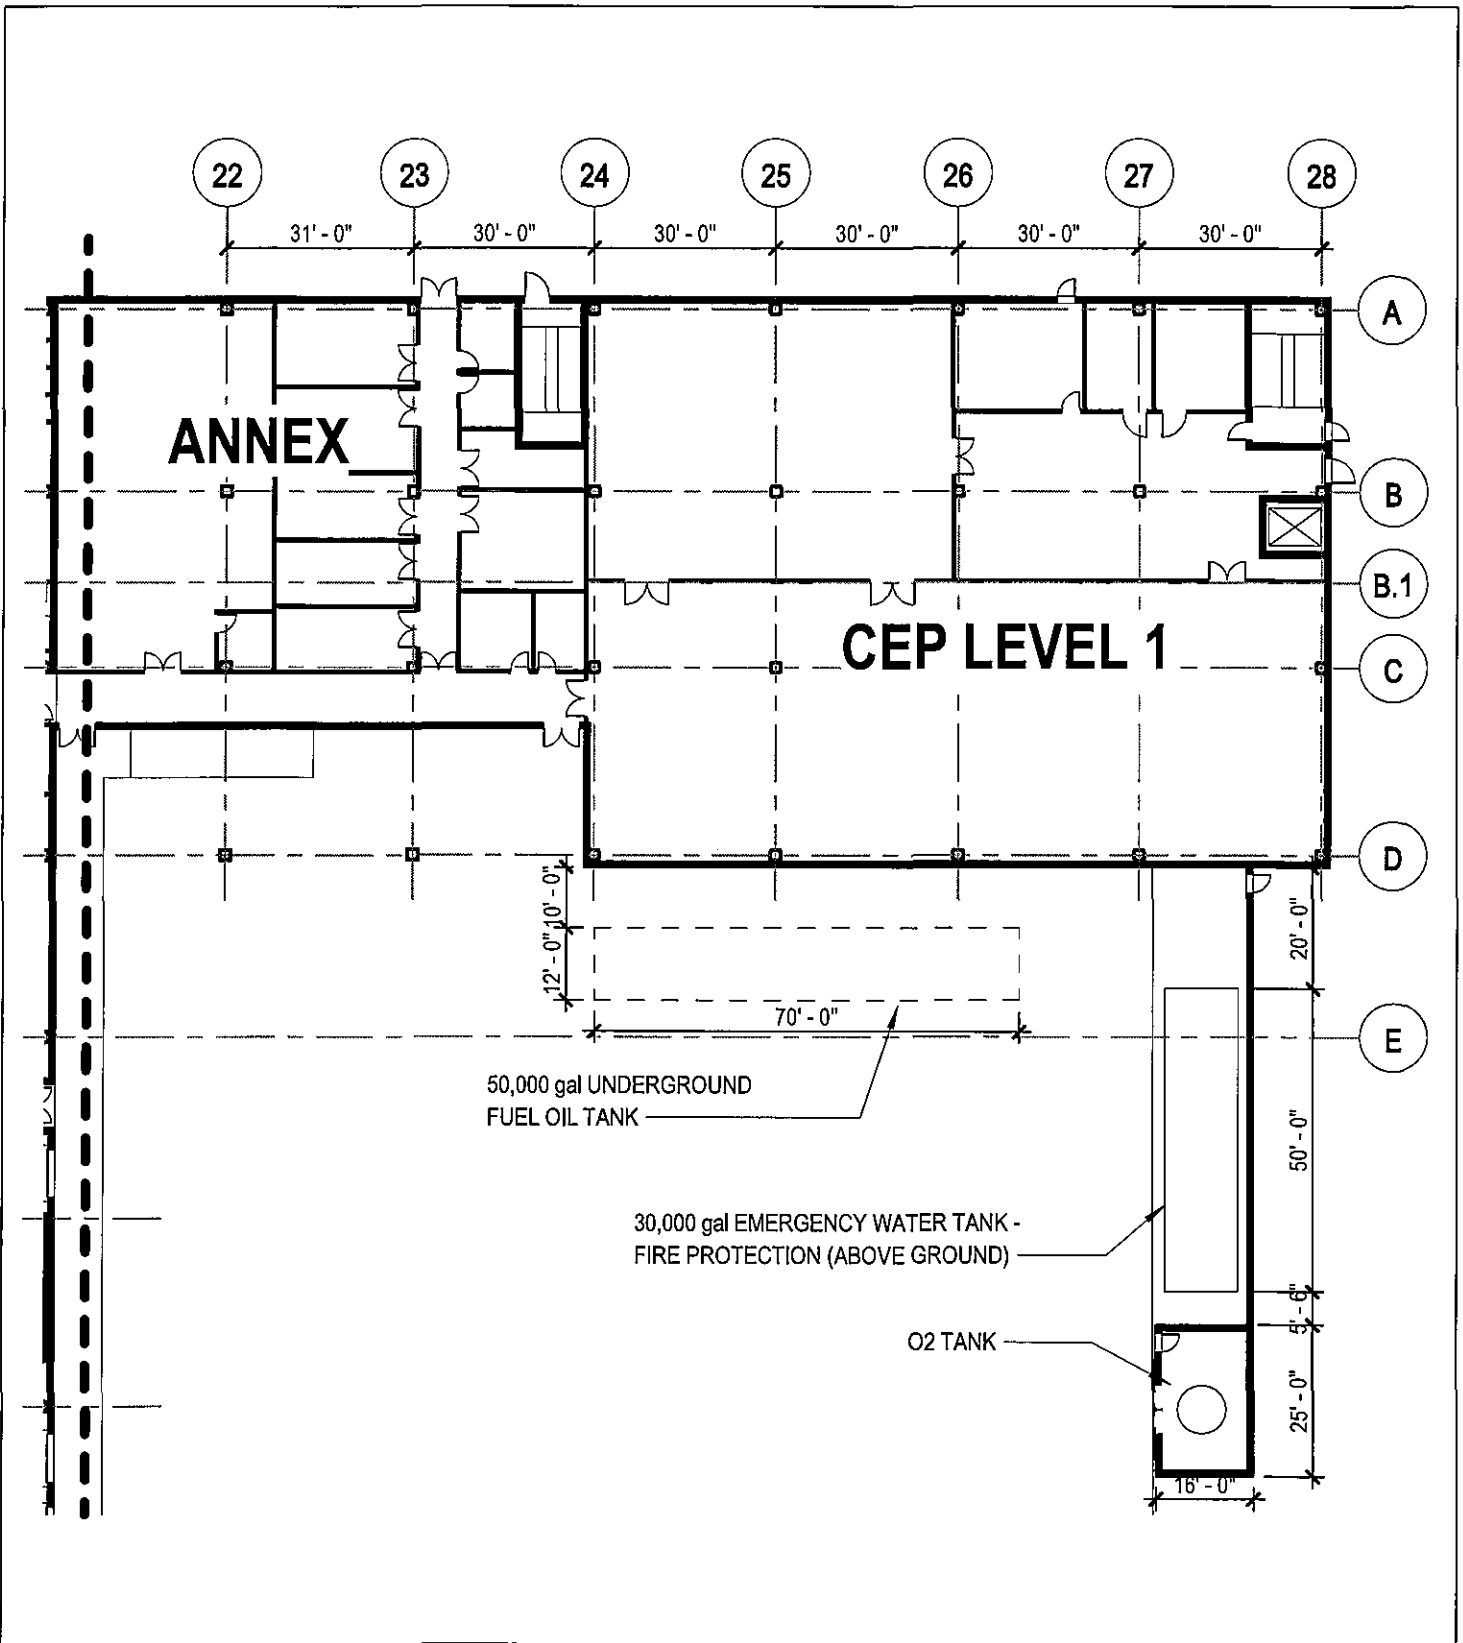 22 23 24 25 26 27 28
31' - 0" 30' - 0" 30' - 0" 30' - 0" 30' - 0" 30' - 0"
A
ANNEX
B
B.1
CEP LEVEL 1
C
D
10' - 0"
20' - 0"
12' - 0"
70' - 0"
E
50,000 gal UNDERGROUND
FUEL OIL TANK
50' - 0"
30,000 gal EMERGENCY WATER TANK -
FIRE PROTECTION (ABOVE GROUND)
5' - 6"
O2 TANK
25' - 0"
16' - 0"